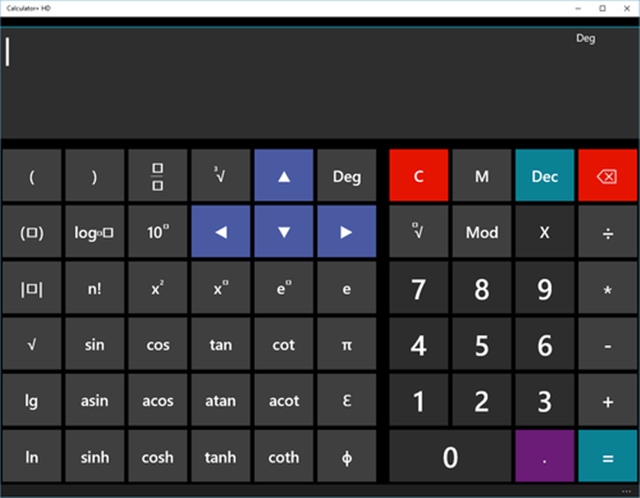 Calculator+ HD
Deg
( ) □/□ ³√ ▲ Deg C M Dec ⌫
(□) log□□ 10^□ ◀ ▼ ▶ □√ Mod X ÷
|□| n! x² x^□ e^□ e 7 8 9 *
√ sin cos tan cot π 4 5 6 -
lg asin acos atan acot Ɛ 1 2 3 +
ln sinh cosh tanh coth ϕ 0 . =
...